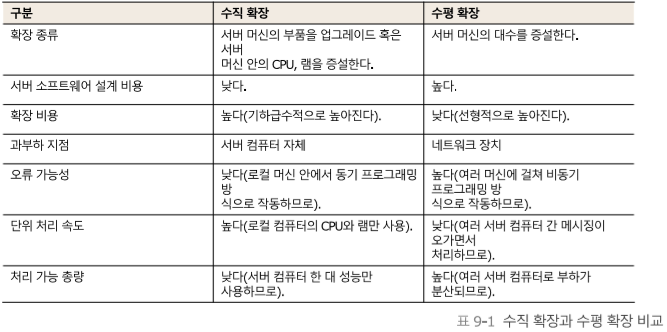 구분 수직 확장 수평 확장
확장 종류 서버 머신의 부품을 업그레이드 혹은 서버 머신의 대수를 증설한다.
서버
머신 안의 CPU, 램을 증설한다.
서버 소프트웨어 설계 비용 낮다. 높다.
확장 비용 높다(기하급수적으로 높아진다). 낮다(선형적으로 높아진다).
과부하 지점 서버 컴퓨터 자체 네트워크 장치
오류 가능성 낮다(로컬 머신 안에서 동기 프로그래밍 높다(여러 머신에 걸쳐 비동기
방 프로그래밍 방
식으로 작동하므로). 식으로 작동하므로).
단위 처리 속도 높다(로컬 컴퓨터의 CPU와 램만 사용). 낮다(여러 서버 컴퓨터 간 메시징이
오가면서
처리하므로).
처리 가능 총량 낮다(서버 컴퓨터 한 대 성능만 높다(여러 서버 컴퓨터로 부하가
사용하므로). 분산되므로).
표 9-1 수직 확장과 수평 확장 비교